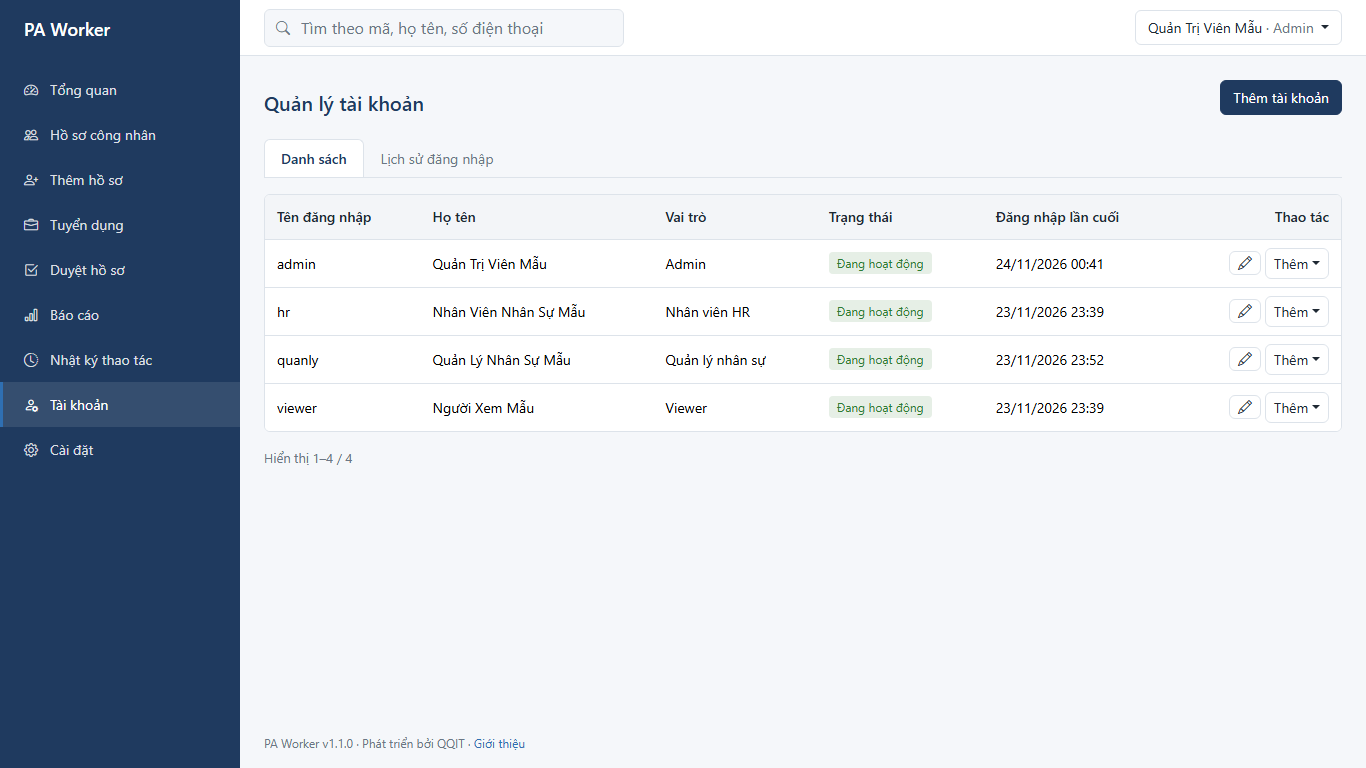 PA Worker
Tìm theo mã, họ tên, số điện thoại
Quản Trị Viên Mẫu · Admin
Tổng quan
Hồ sơ công nhân
Thêm hồ sơ
Tuyển dụng
Duyệt hồ sơ
Báo cáo
Nhật ký thao tác
Tài khoản
Cài đặt
Quản lý tài khoản
Thêm tài khoản
Danh sách Lịch sử đăng nhập
Tên đăng nhập Họ tên Vai trò Trạng thái Đăng nhập lần cuối Thao tác
admin Quản Trị Viên Mẫu Admin Đang hoạt động 24/11/2026 00:41 Thêm
hr Nhân Viên Nhân Sự Mẫu Nhân viên HR Đang hoạt động 23/11/2026 23:39 Thêm
quanly Quản Lý Nhân Sự Mẫu Quản lý nhân sự Đang hoạt động 23/11/2026 23:52 Thêm
viewer Người Xem Mẫu Viewer Đang hoạt động 23/11/2026 23:39 Thêm
Hiển thị 1–4 / 4
PA Worker v1.1.0 · Phát triển bởi QQIT · Giới thiệu